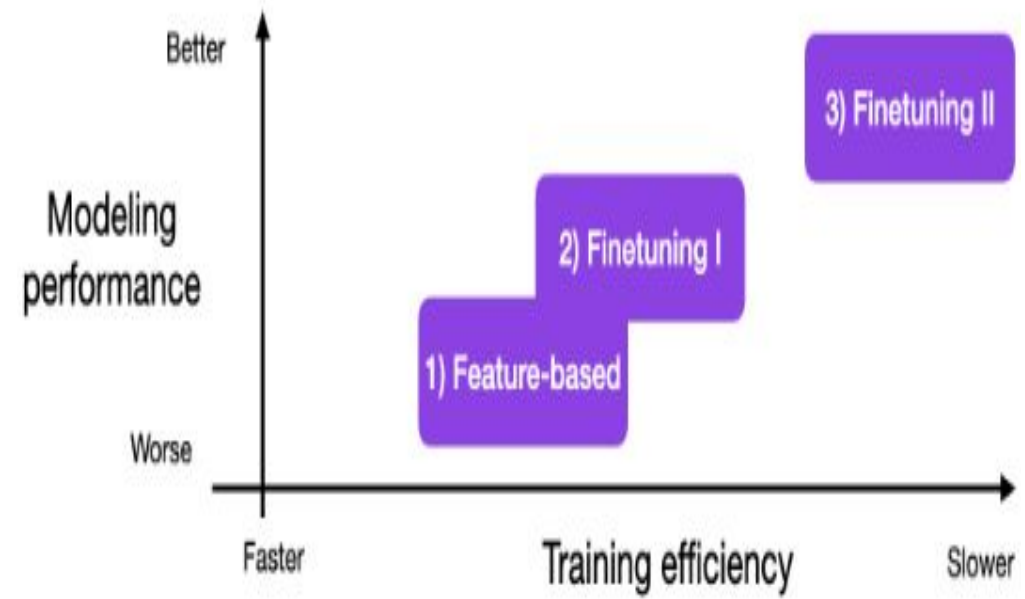 Better
3) Finetuning II
Modeling
performance
2) Finetuning I
1) Feature-based
Worse
Faster
Training efficiency
Slower